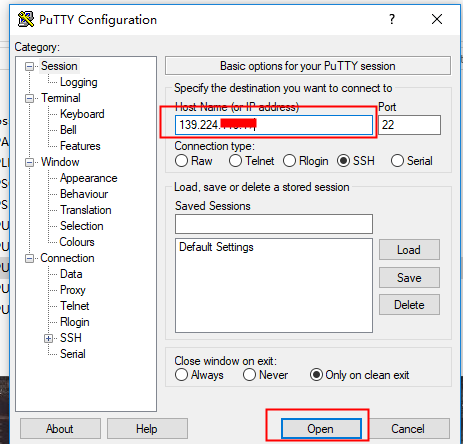 PuTTY Configuration
Category:
Session
Logging
Terminal
Keyboard
Bell
Features
Window
Appearance
Behaviour
Translation
Selection
Colours
Connection
Data
Proxy
Telnet
Rlogin
SSH
Serial
Basic options for your PuTTY session
Specify the destination you want to connect to
Host Name (or IP address) Port
139.224. 22
Connection type:
Raw Telnet Rlogin SSH Serial
Load, save or delete a stored session
Saved Sessions
Default Settings
Load
Save
Delete
Close window on exit:
Always Never Only on clean exit
About Help Open Cancel